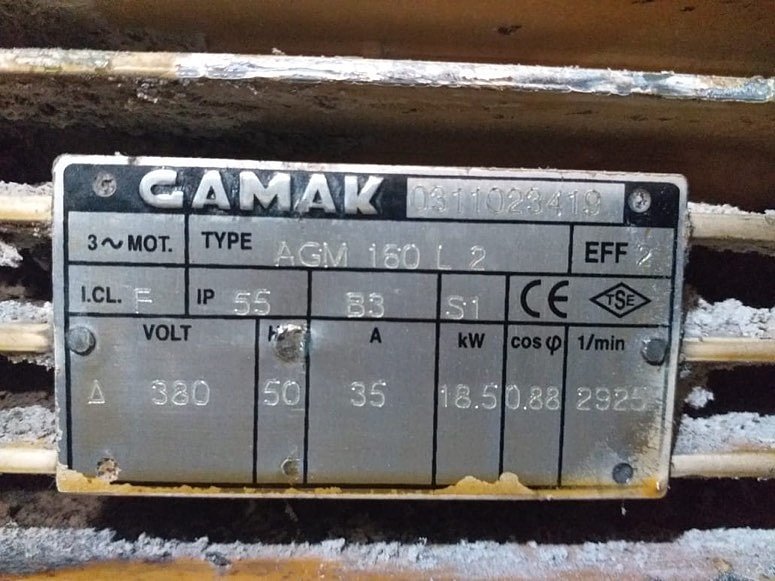 GAMAK 0311023419
3~MOT. TYPE AGM 160 L 2 EFF 2
I.CL. F IP 55 B3 S1 CE TSE
VOLT A kW cos φ 1/min
Δ 380 50 35 18.5 0.88 2925